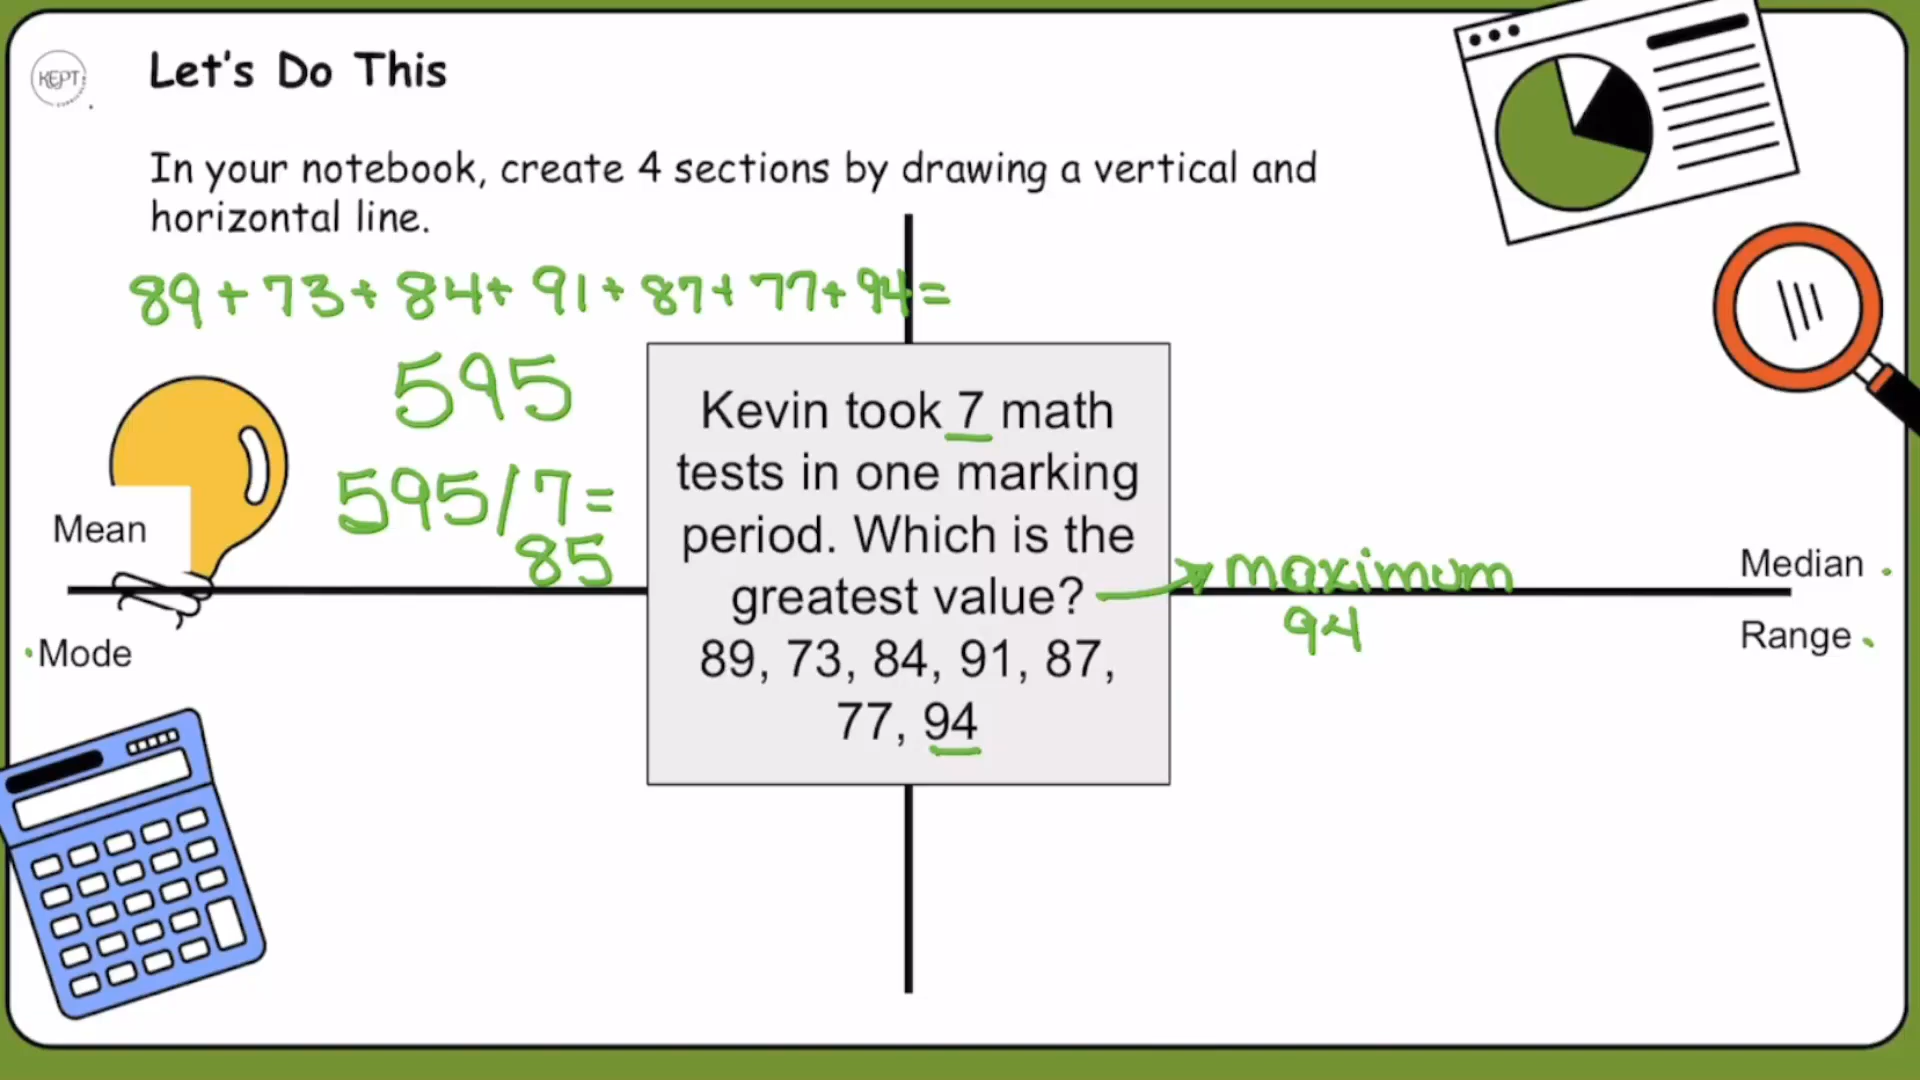 KEPT
Let's Do This
In your notebook, create 4 sections by drawing a vertical and
horizontal line.
89 + 73 + 84 + 91 + 87 + 77 + 94 =
595
595/7=
85
Mean
Mode
Kevin took 7 math
tests in one marking
period. Which is the
greatest value?
89, 73, 84, 91, 87,
77, 94
maximum
94
Median
Range